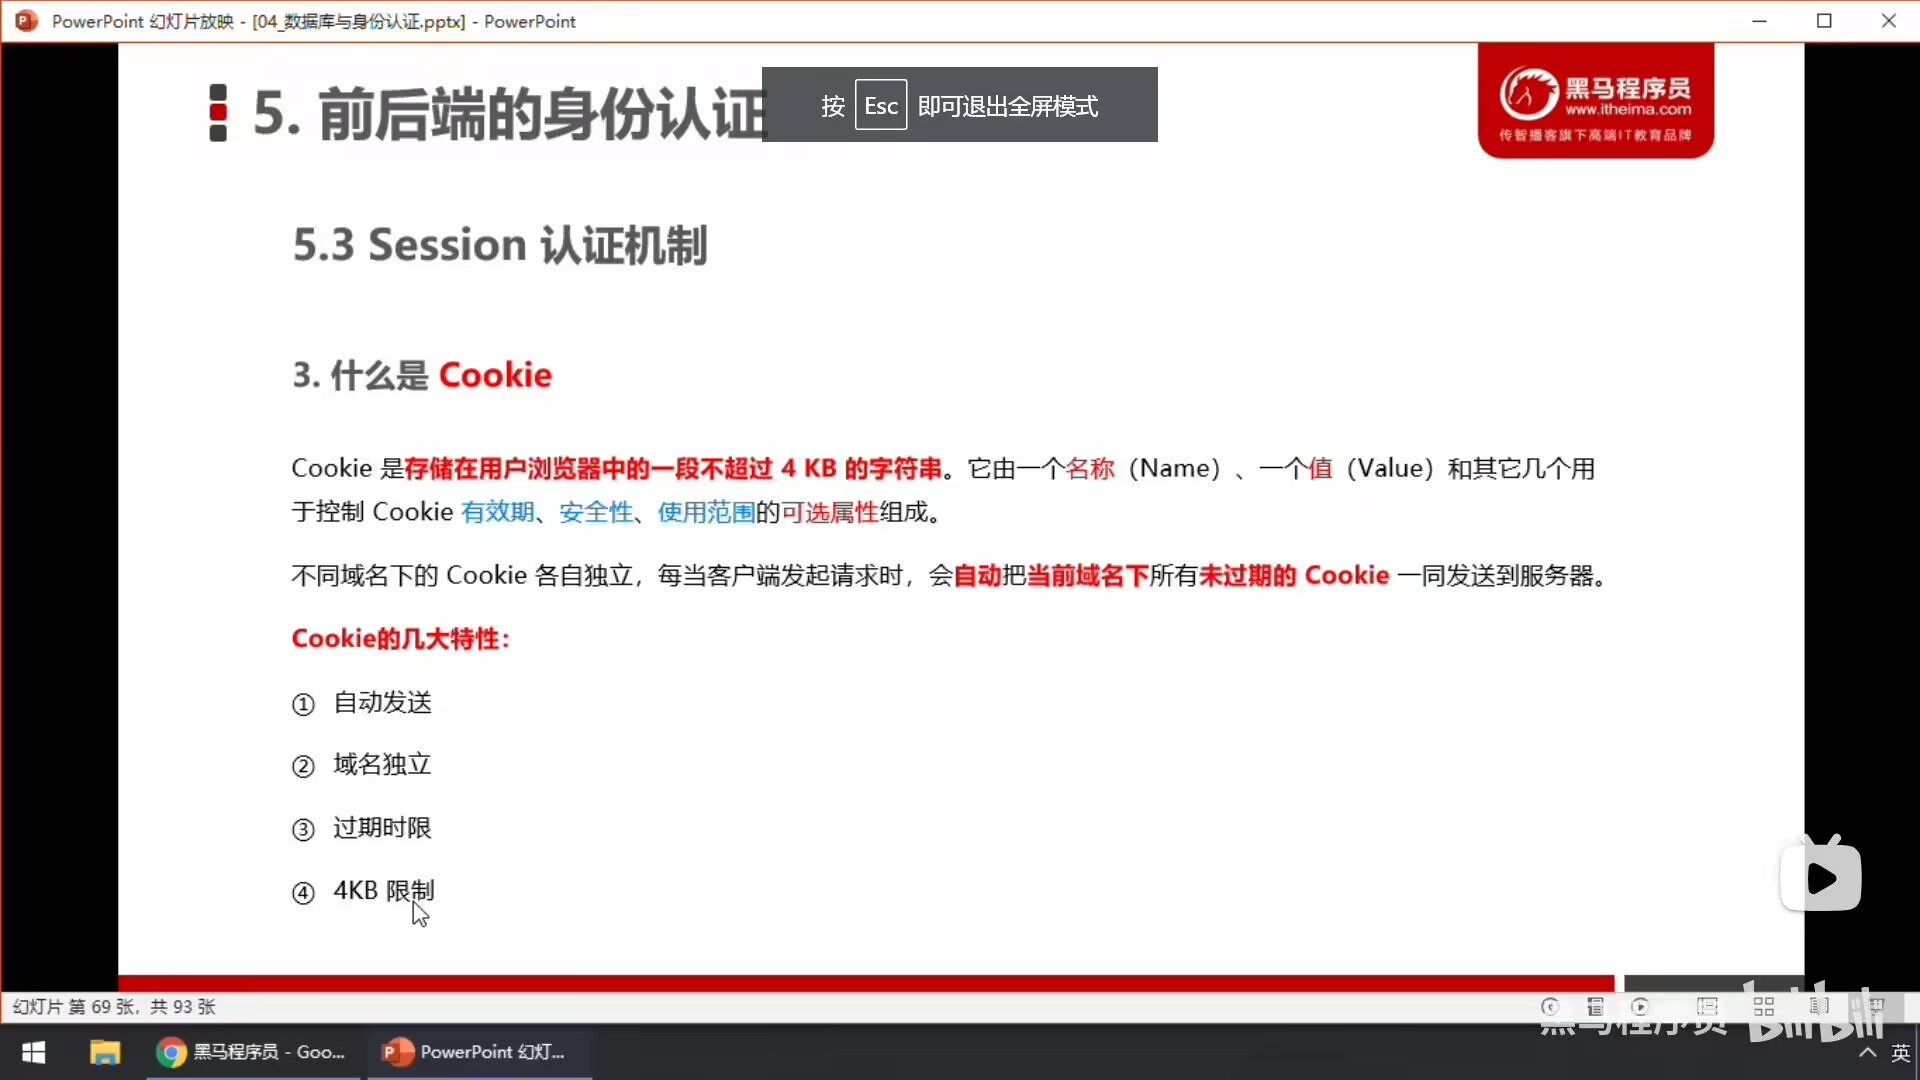 PowerPoint 幻灯片放映 - [04_数据库与身份认证.pptx] - PowerPoint
5. 前后端的身份认证
按 Esc 即可退出全屏模式
黑马程序员
www.itheima.com
传智播客旗下高端IT教育品牌
5.3 Session 认证机制
3. 什么是 Cookie
Cookie 是存储在用户浏览器中的一段不超过 4 KB 的字符串。它由一个名称（Name）、一个值（Value）和其它几个用
于控制 Cookie 有效期、安全性、使用范围的可选属性组成。
不同域名下的 Cookie 各自独立，每当客户端发起请求时，会自动把当前域名下所有未过期的 Cookie 一同发送到服务器。
Cookie的几大特性：
① 自动发送
② 域名独立
③ 过期时限
④ 4KB 限制
幻灯片 第 69 张，共 93 张
黑马程序员 bilibili
黑马程序员 - Goo...
PowerPoint 幻灯...
英